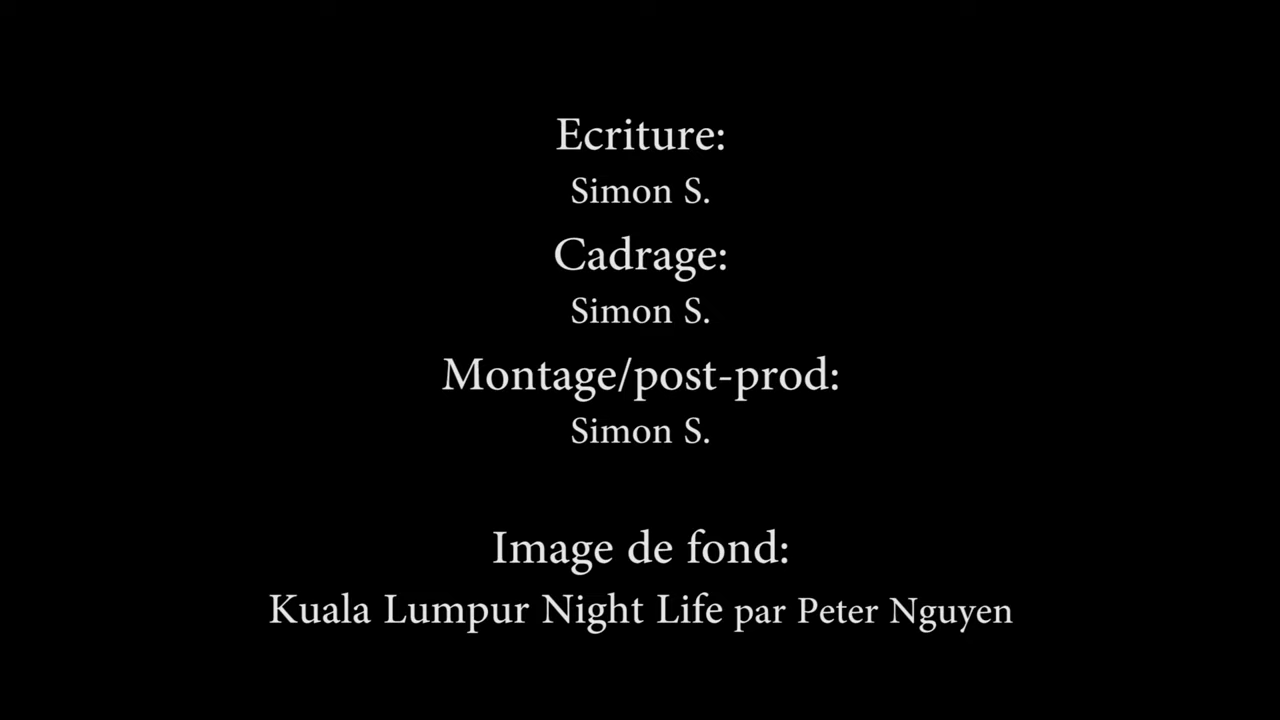 Ecriture:
Simon S.
Cadrage:
Simon S.
Montage/post-prod:
Simon S.
Image de fond:
Kuala Lumpur Night Life par Peter Nguyen